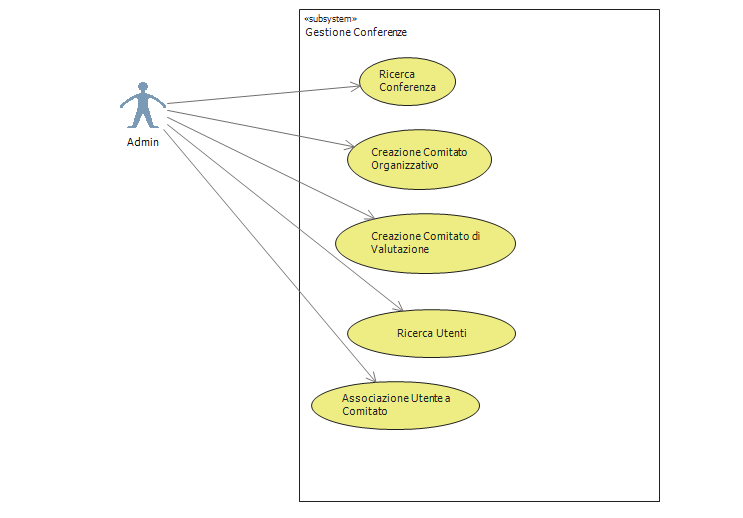 «subsystem»
Gestione Conferenze
Ricerca
Conferenza
Admin
Creazione Comitato
Organizzativo
Creazione Comitato di
Valutazione
Ricerca Utenti
Associazione Utente a
Comitato